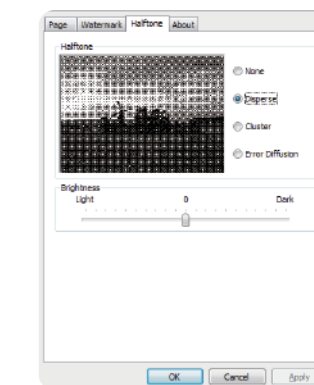 Page Watermark Halftone About
Halftone
None
Disperse
Cluster
Error Diffusion
Brightness
Light 0 Dark
OK Cancel Apply